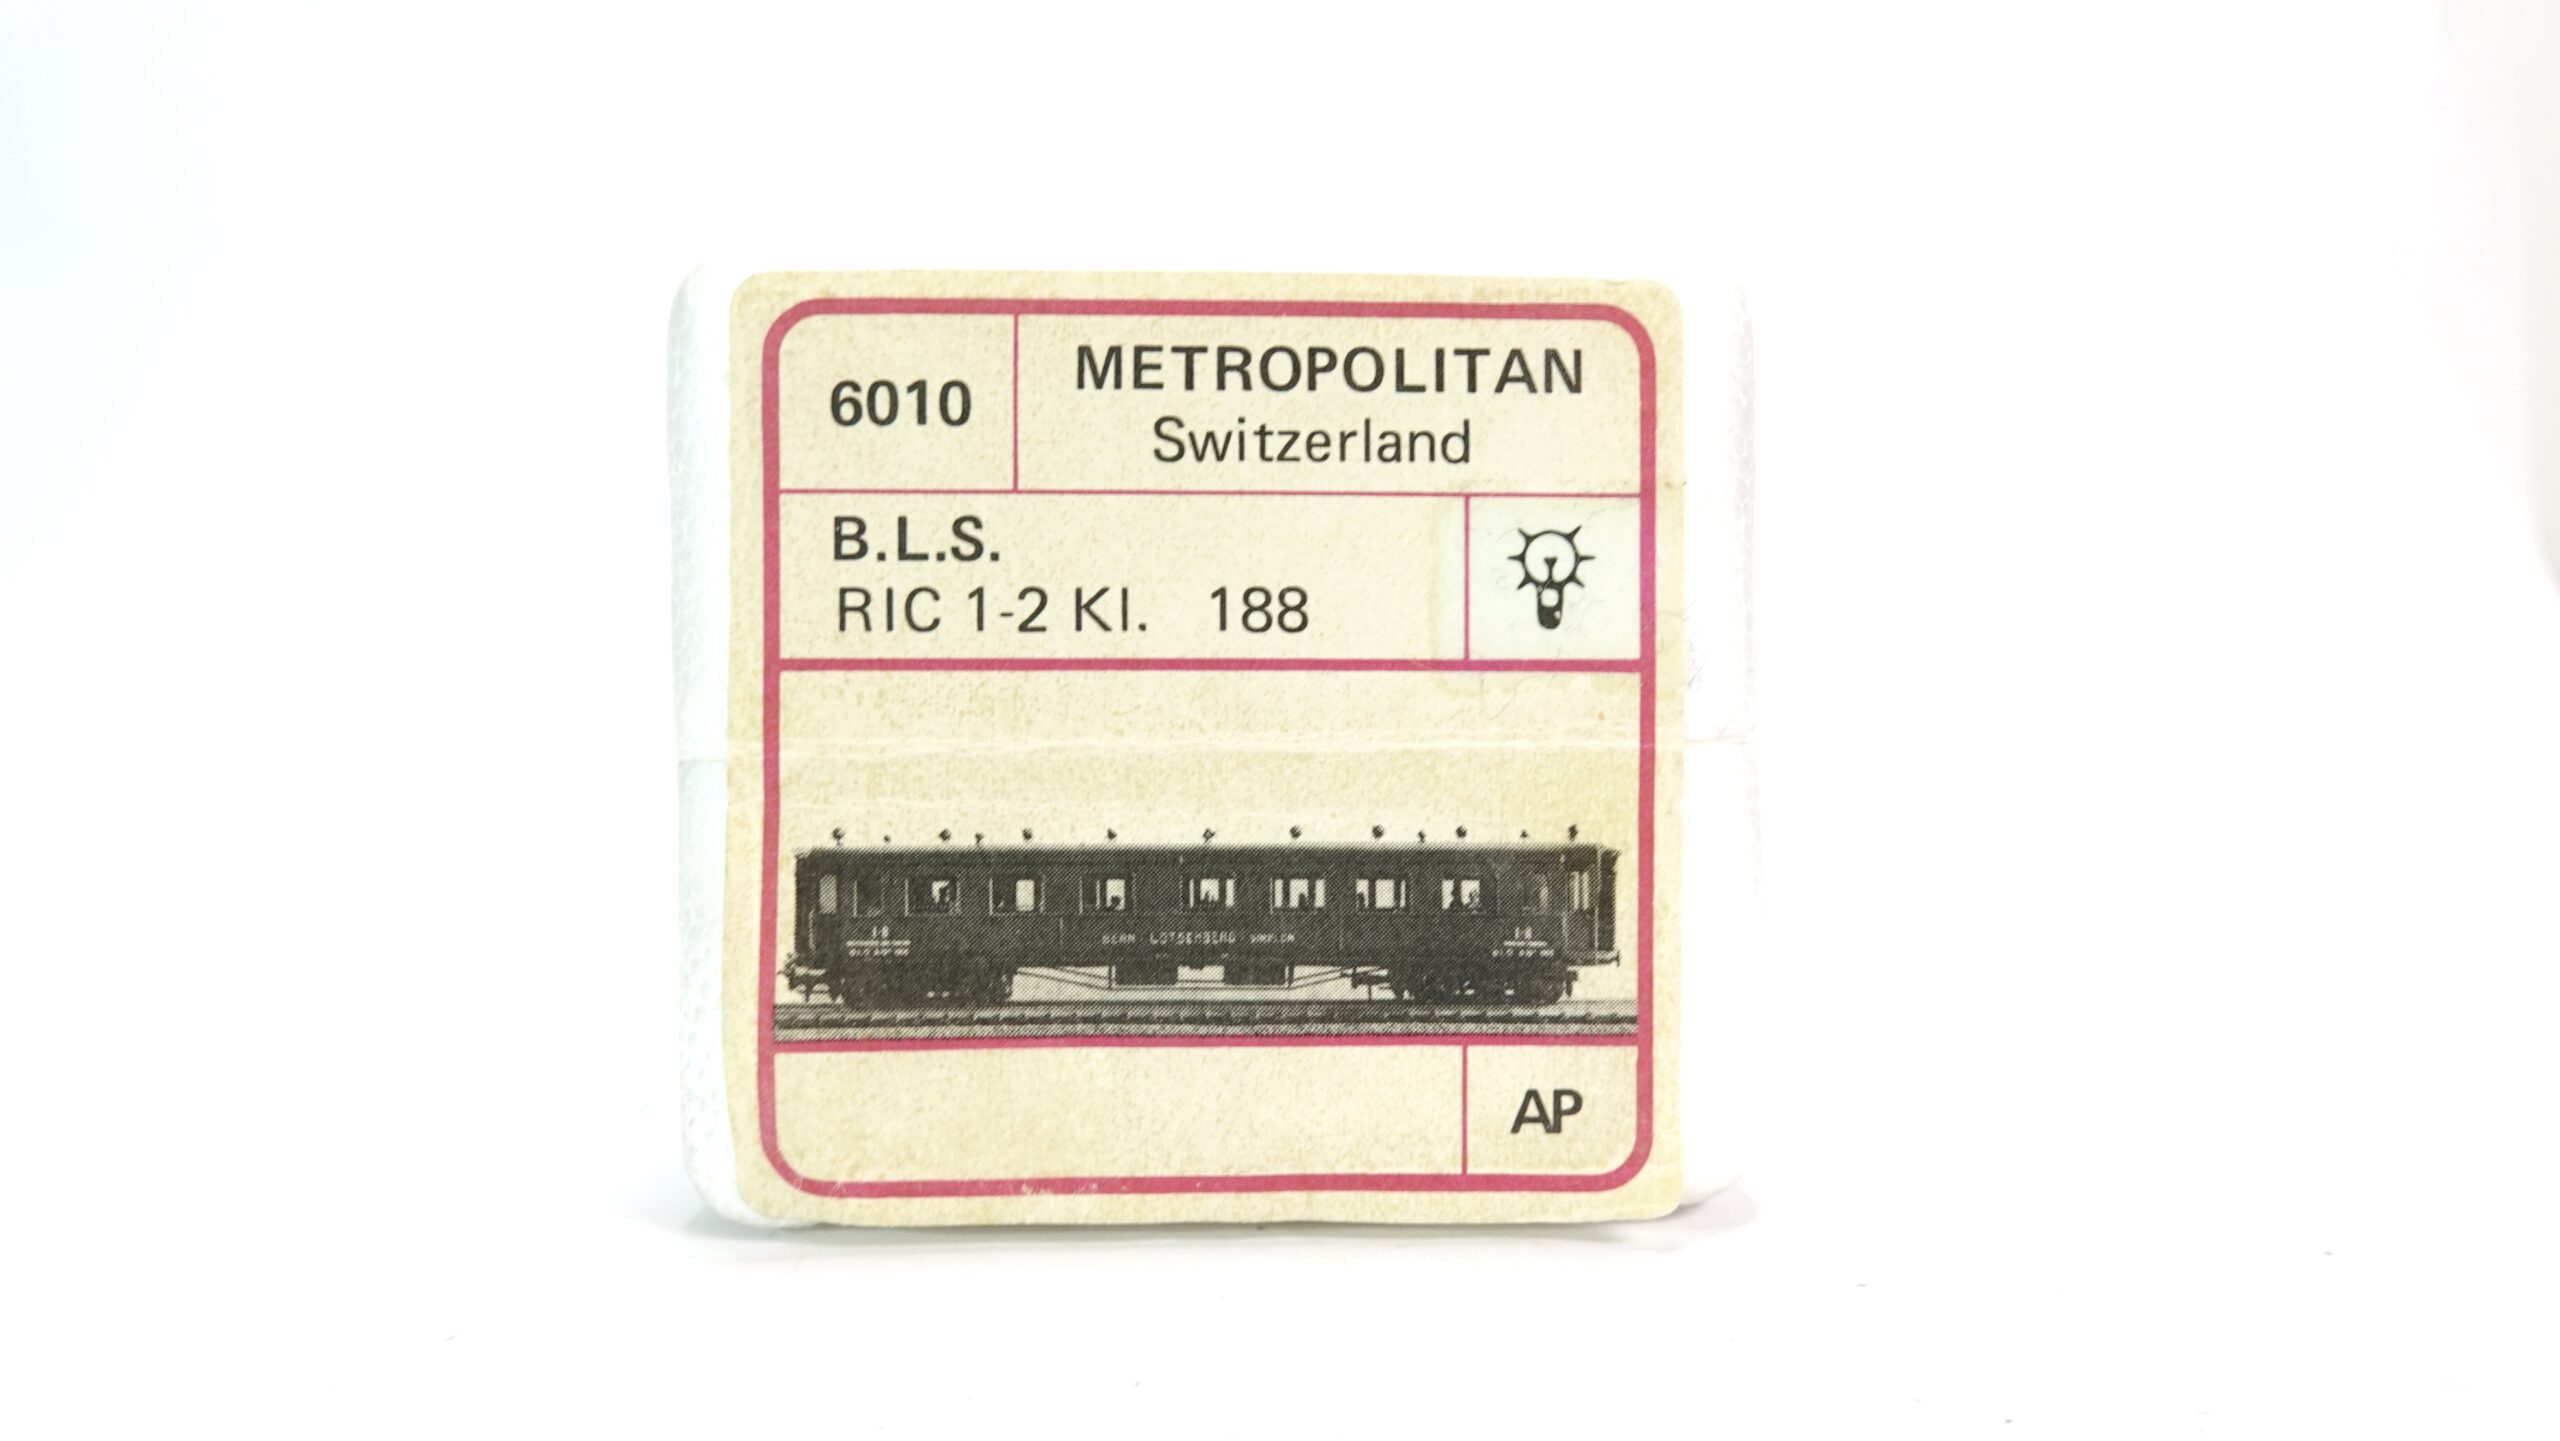 6010
METROPOLITAN
Switzerland
B.L.S.
RIC 1-2 Kl. 188
BERN - LÖTSCHBERG - SIMPLON
AP